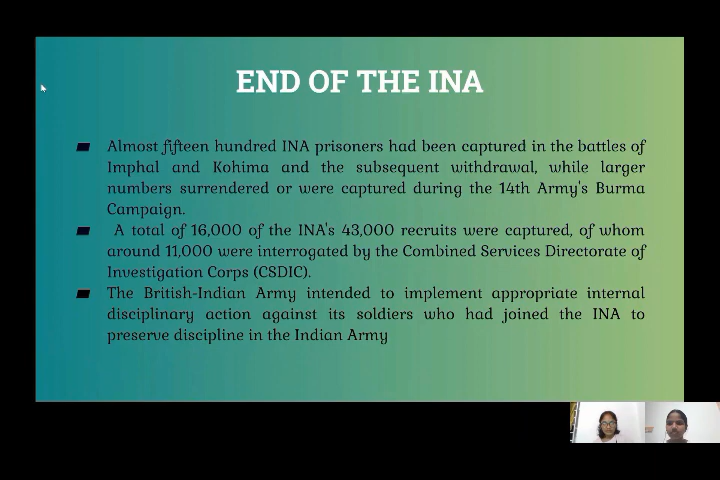 END OF THE INA
Almost fifteen hundred INA prisoners had been captured in the battles of
Imphal and Kohima and the subsequent withdrawal, while larger
numbers surrendered or were captured during the 14th Army's Burma
Campaign.
A total of 16,000 of the INA's 43,000 recruits were captured, of whom
around 11,000 were interrogated by the Combined Services Directorate of
Investigation Corps (CSDIC).
The British-Indian Army intended to implement appropriate internal
disciplinary action against its soldiers who had joined the INA to
preserve discipline in the Indian Army